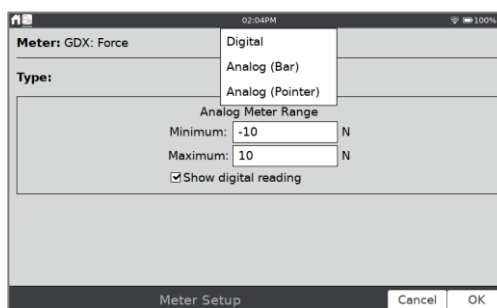 02:04PM 100%
Meter: GDX: Force
Digital
Analog (Bar)
Type:
Analog (Pointer)
Analog Meter Range
Minimum: -10 N
Maximum: 10 N
Show digital reading
Meter Setup Cancel OK